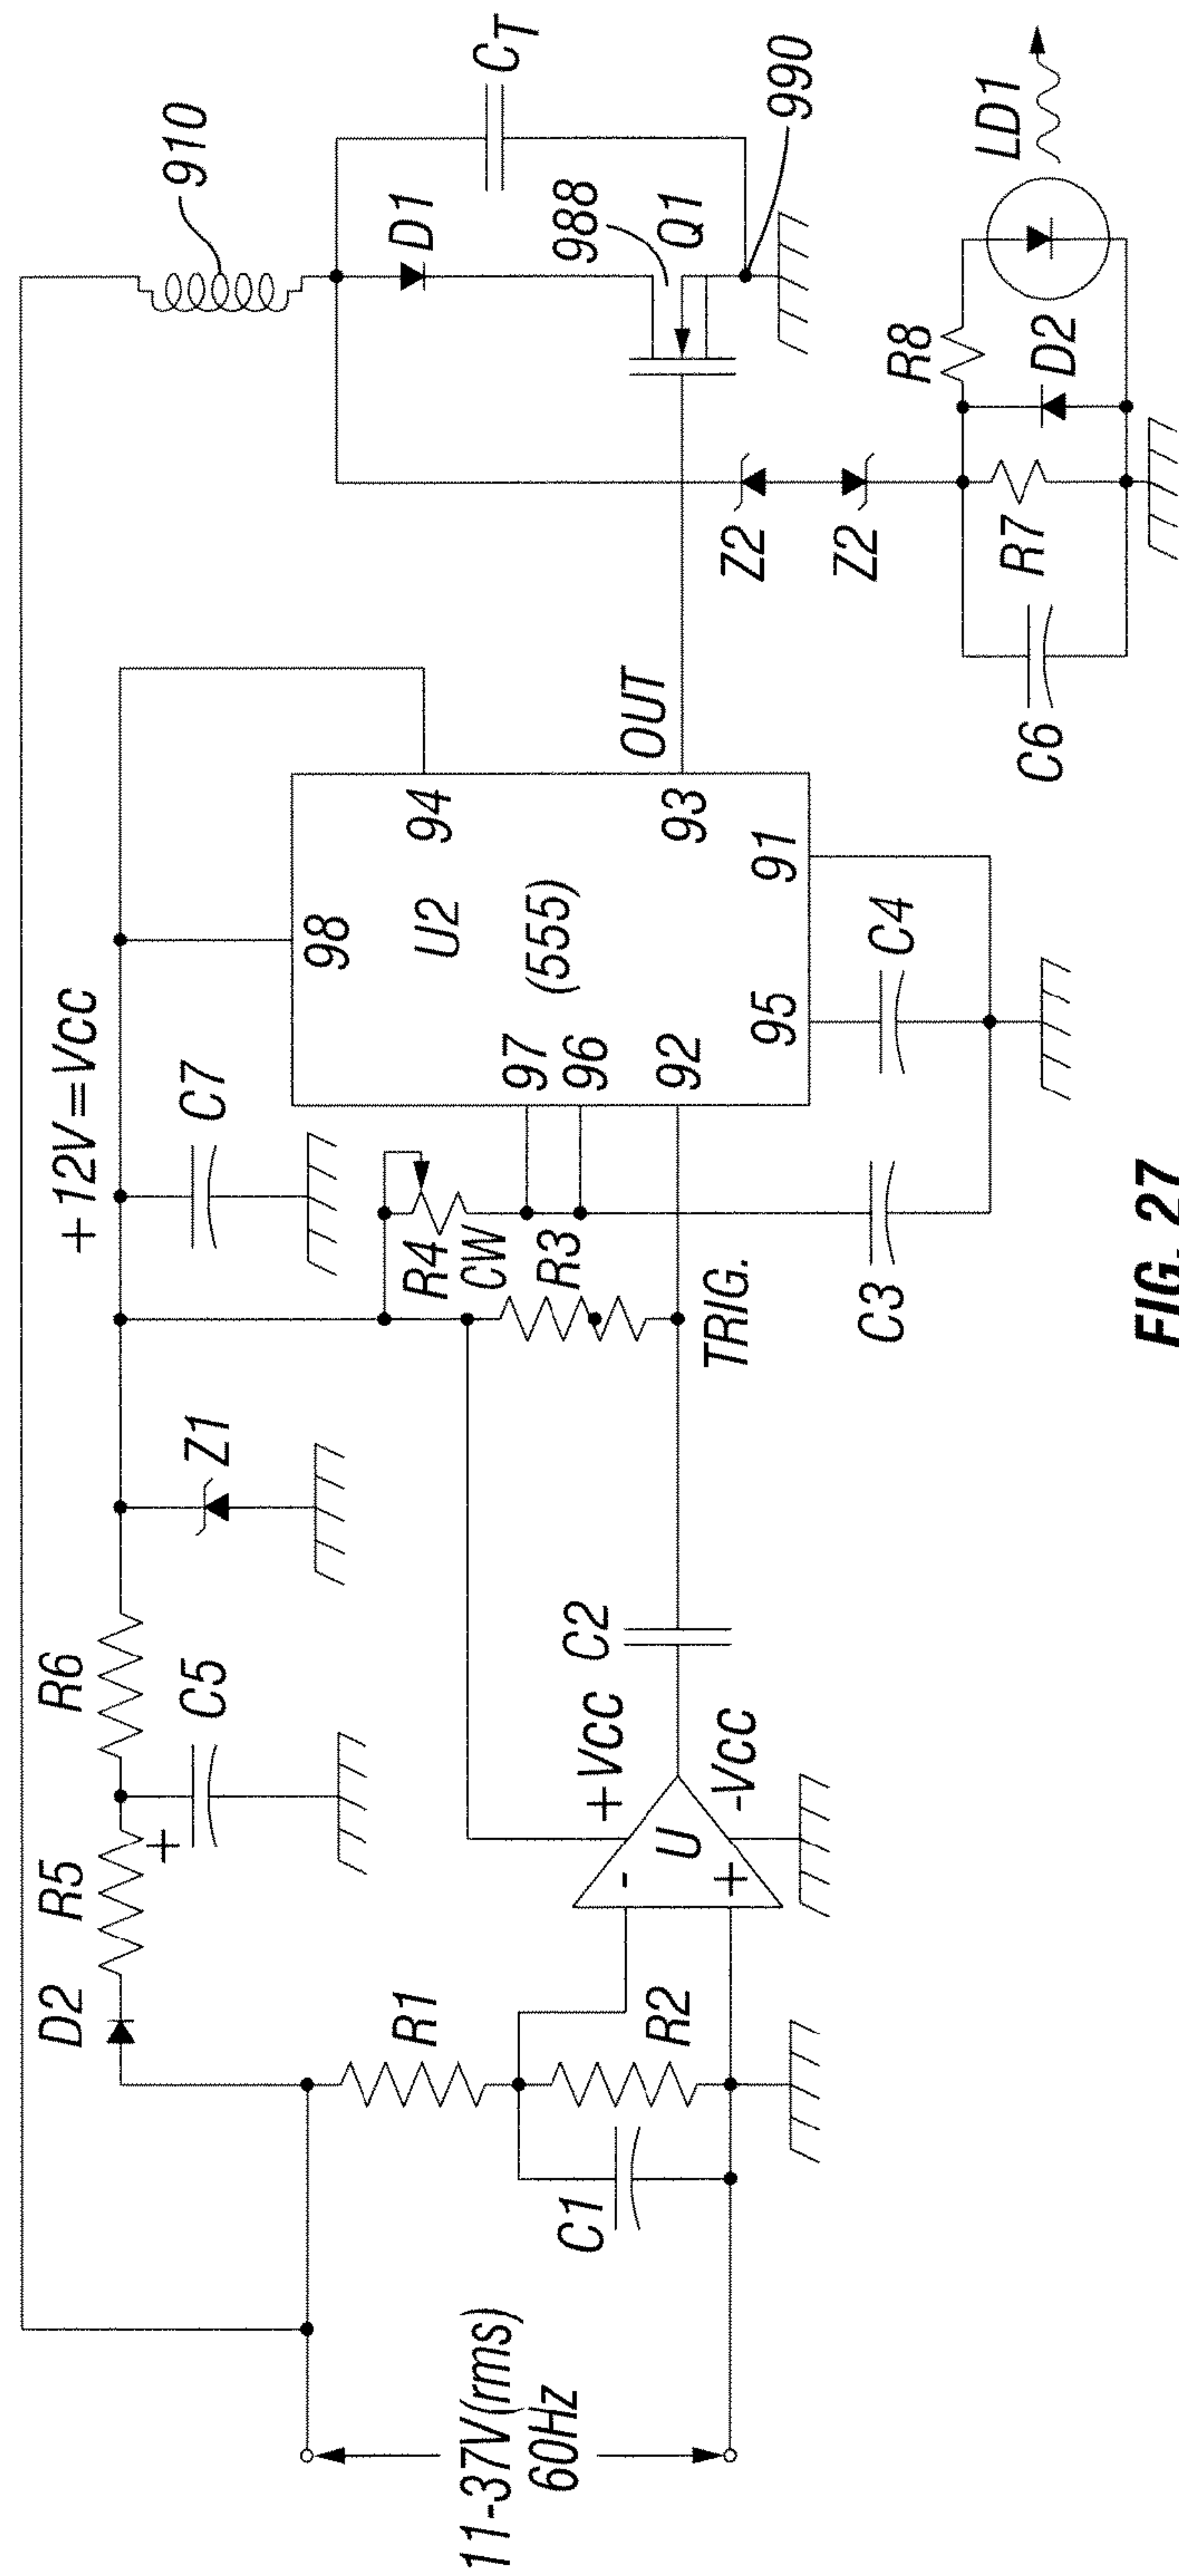 11-37V(rms)
60Hz
D2
R5
R6
+
C5
Z1
+12V=Vcc
C7
R1
R2
C1
-
+
U
+Vcc
-Vcc
C2
TRIG.
R4
CW
R3
C3
98
94
U2
(555)
97
96
92
93
95
91
C4
OUT
910
D1
CT
988
Q1
990
Z2
Z2
R7
C6
R8
D2
LD1
FIG. 27